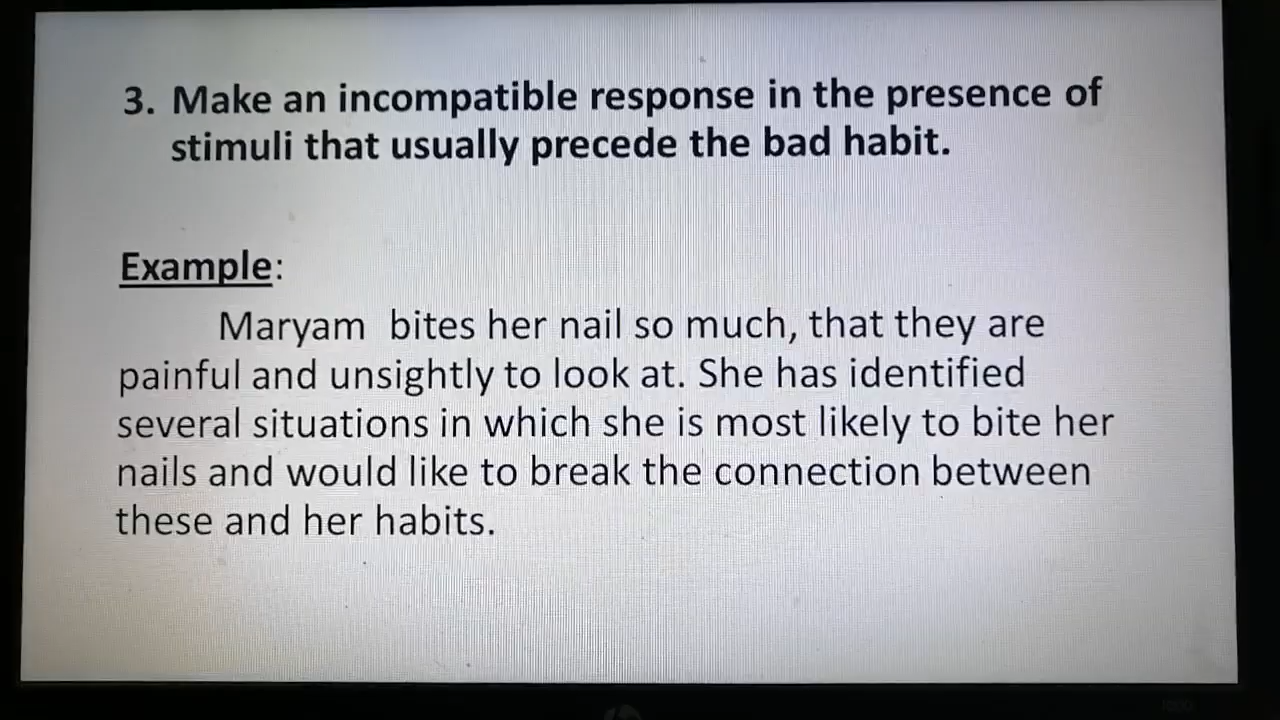 3. Make an incompatible response in the presence of
stimuli that usually precede the bad habit.
Example:
Maryam bites her nail so much, that they are
painful and unsightly to look at. She has identified
several situations in which she is most likely to bite her
nails and would like to break the connection between
these and her habits.